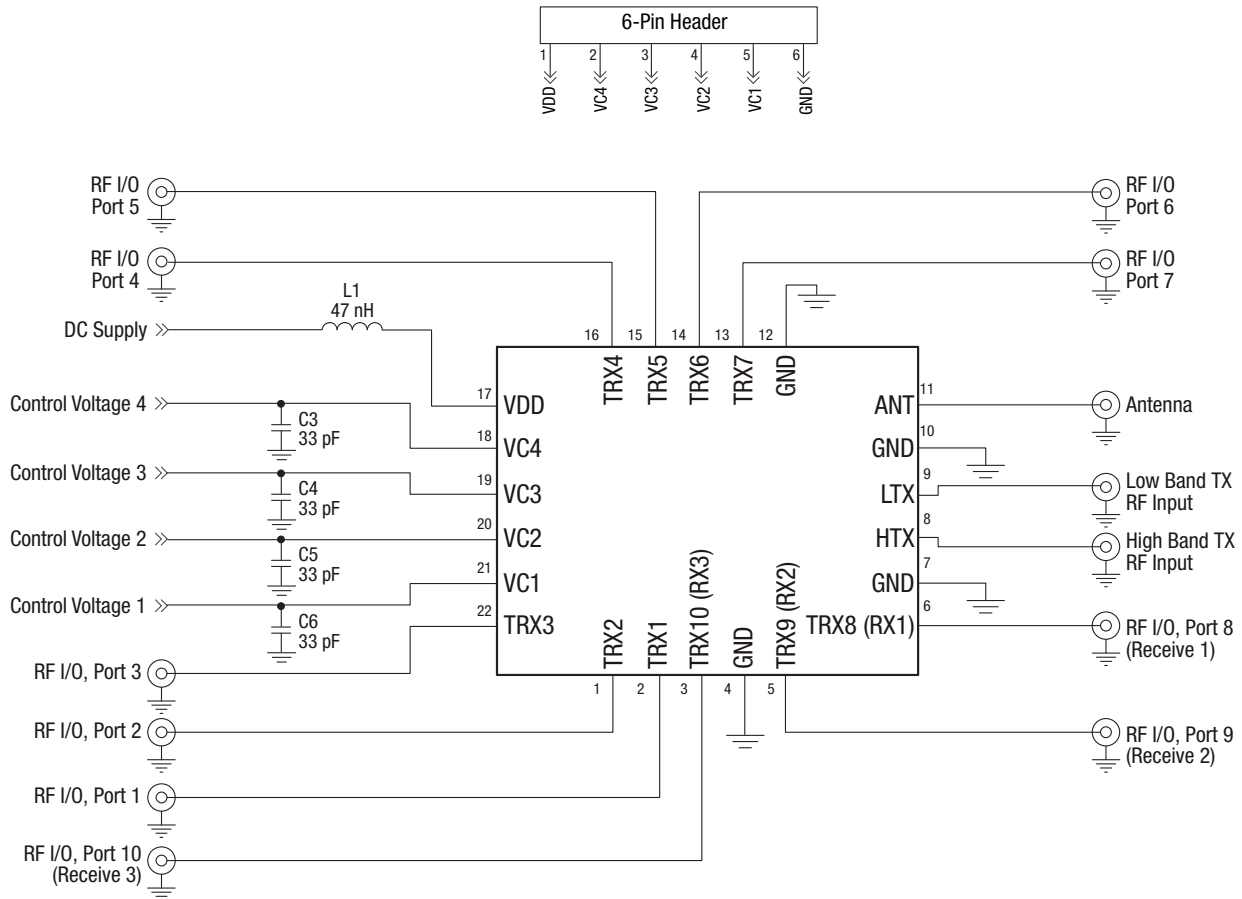 6-Pin Header
1
2
3
4
5
6
VDD
VC4
VC3
VC2
VC1
GND
RF I/O
Port 5
RF I/O
Port 4
L1
47 nH
DC Supply
Control Voltage 4
C3
33 pF
Control Voltage 3
C4
33 pF
Control Voltage 2
C5
33 pF
Control Voltage 1
C6
33 pF
RF I/O, Port 3
RF I/O, Port 2
RF I/O, Port 1
RF I/O, Port 10
(Receive 3)
16
15
14
13
12
TRX4
TRX5
TRX6
TRX7
GND
17
VDD
18
VC4
19
VC3
20
VC2
21
VC1
22
TRX3
TRX2
TRX1
TRX10 (RX3)
GND
TRX9 (RX2)
1
2
3
4
5
11
ANT
10
GND
9
LTX
8
HTX
7
GND
6
TRX8 (RX1)
RF I/O
Port 6
RF I/O
Port 7
Antenna
Low Band TX
RF Input
High Band TX
RF Input
RF I/O, Port 8
(Receive 1)
RF I/O, Port 9
(Receive 2)